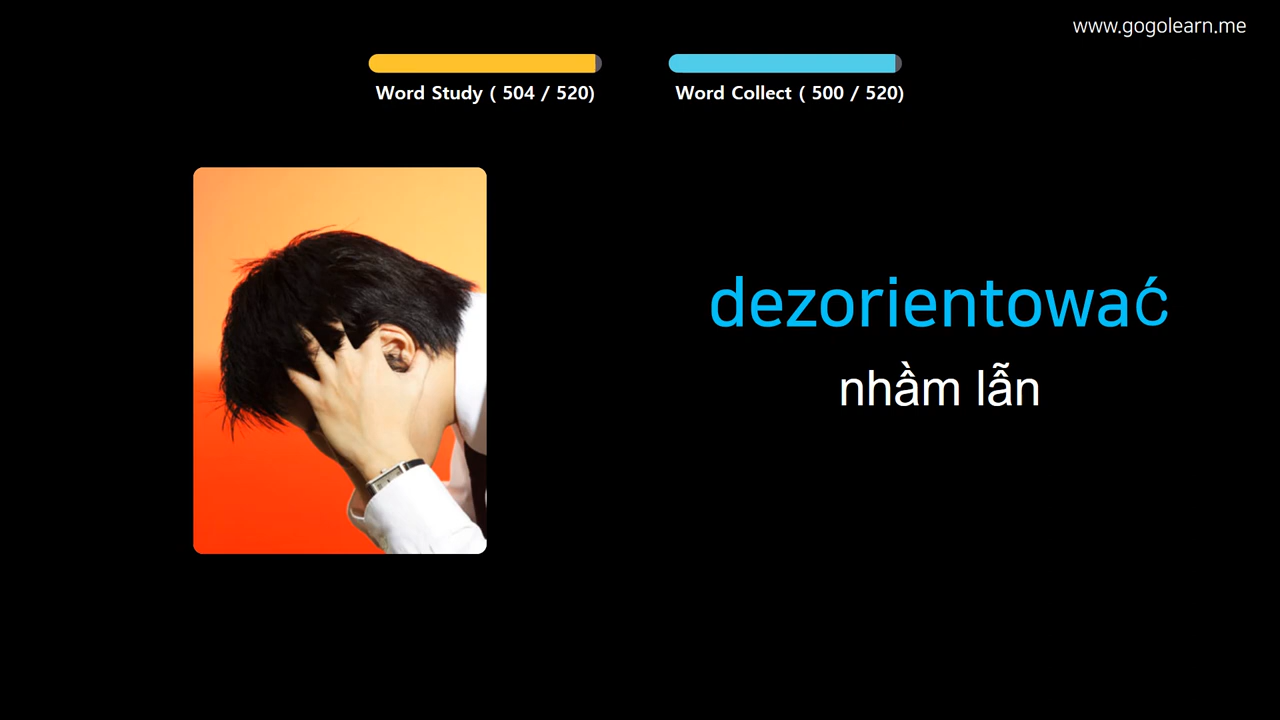 www.gogolearn.me
Word Study ( 504 / 520)
Word Collect ( 500 / 520)
dezorientować
nhầm lẫn